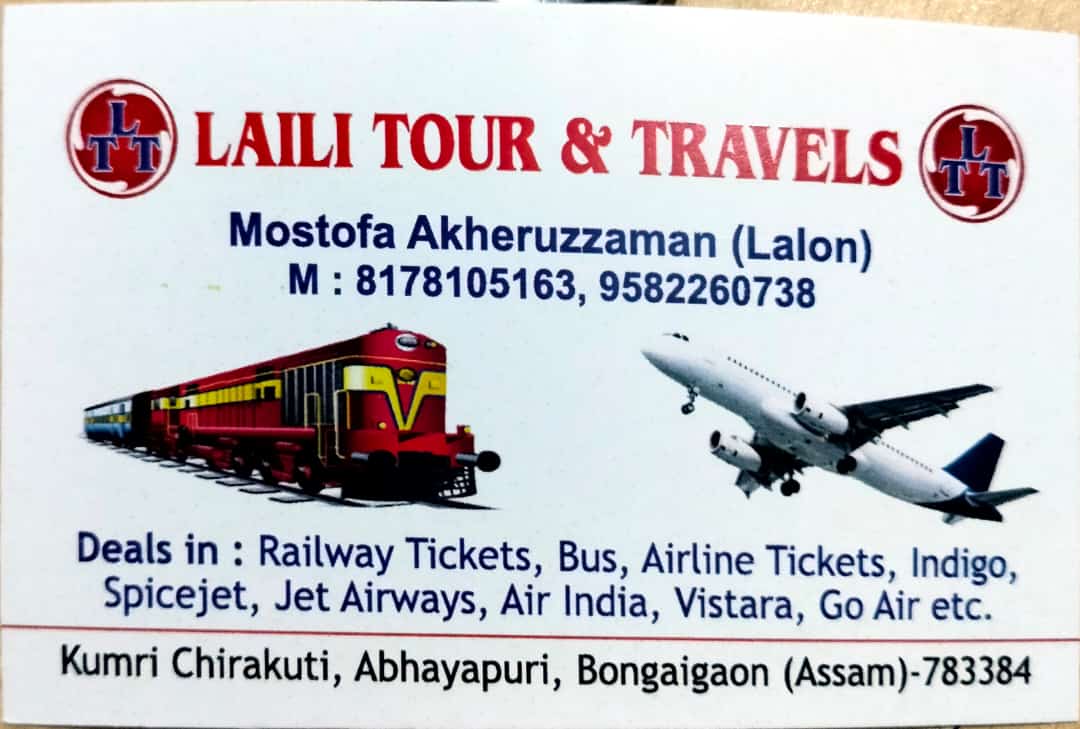 LTT LAILI TOUR & TRAVELS LTT
Mostofa Akheruzzaman (Lalon)
M : 8178105163, 9582260738
Deals in : Railway Tickets, Bus, Airline Tickets, Indigo,
Spicejet, Jet Airways, Air India, Vistara, Go Air etc.
Kumri Chirakuti, Abhayapuri, Bongaigaon (Assam)-783384